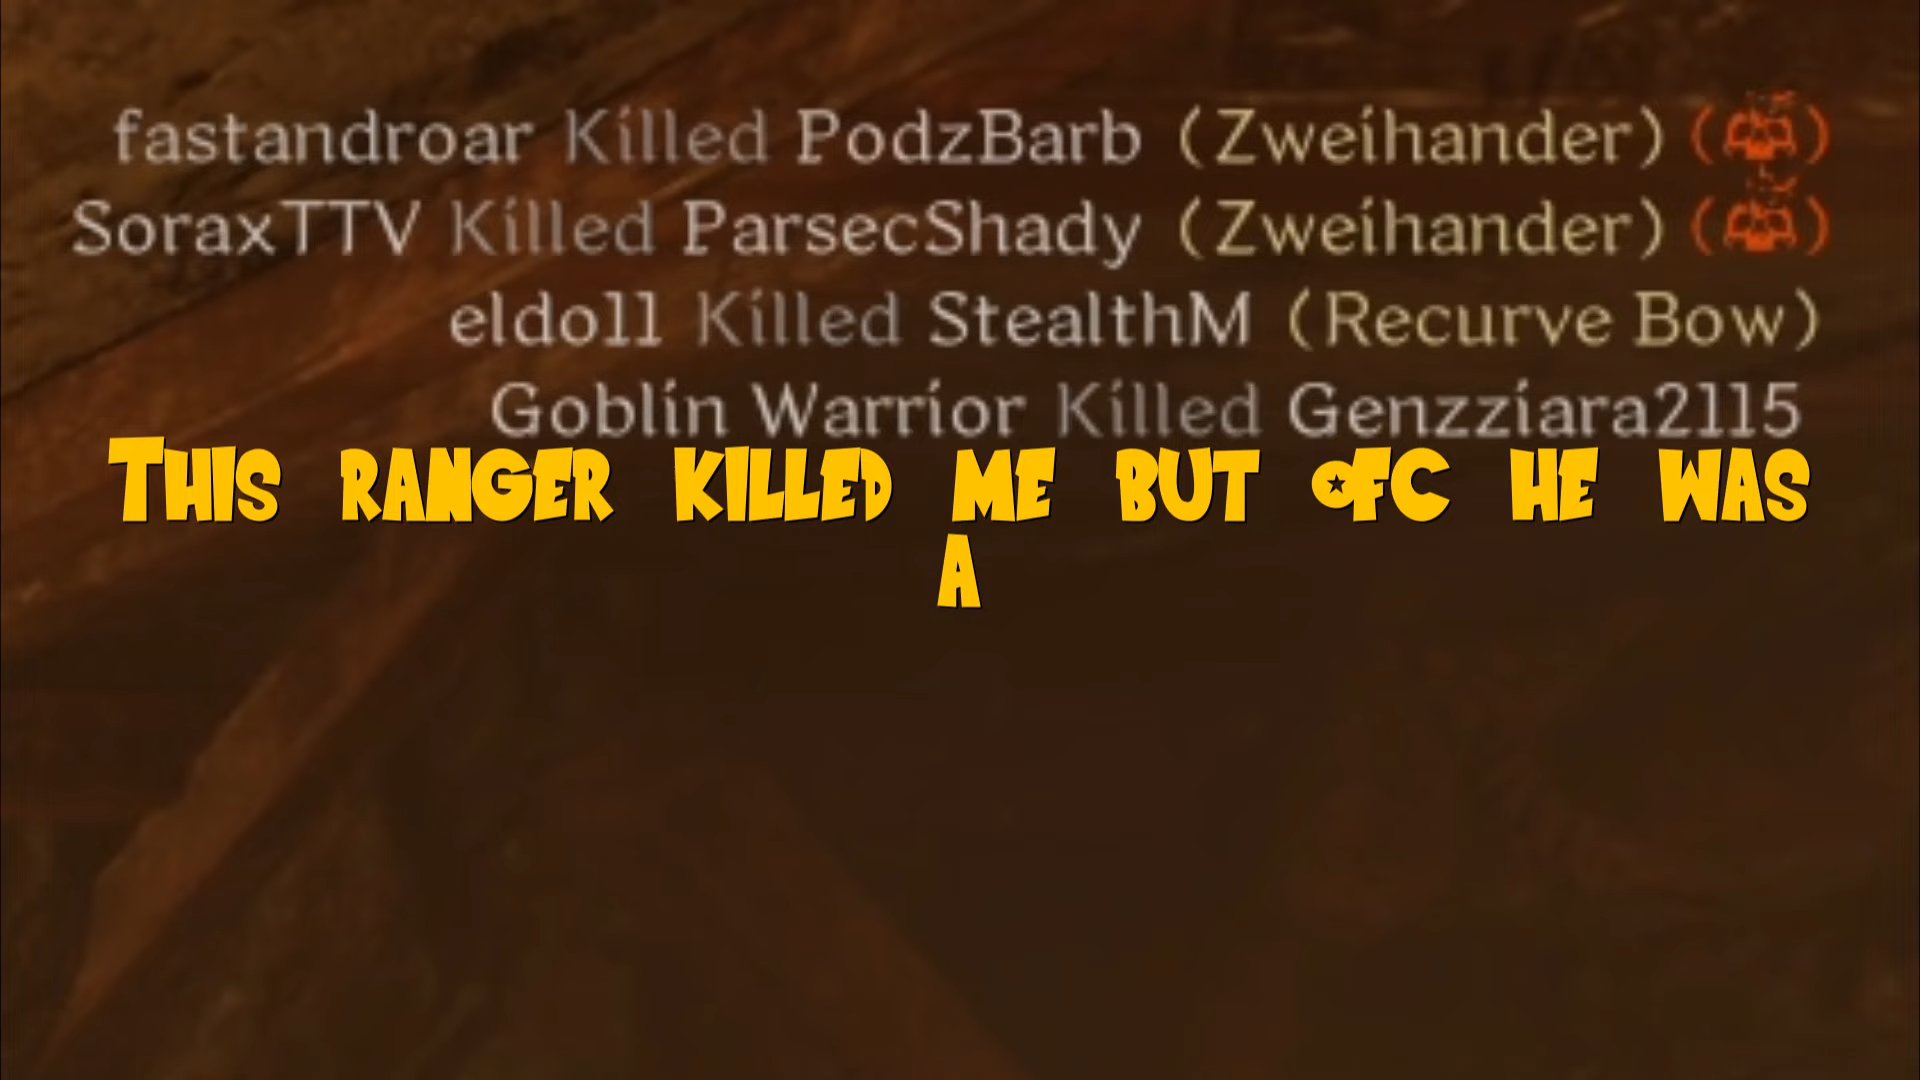 fastandroar Killed PodzBarb (Zweihander)
SoraxTTV Killed ParsecShady (Zweihander)
eldo11 Killed StealthM (Recurve Bow)
Goblin Warrior Killed Genzziara2115
THIS RANGER KILLED ME BUT OFC HE WAS
A